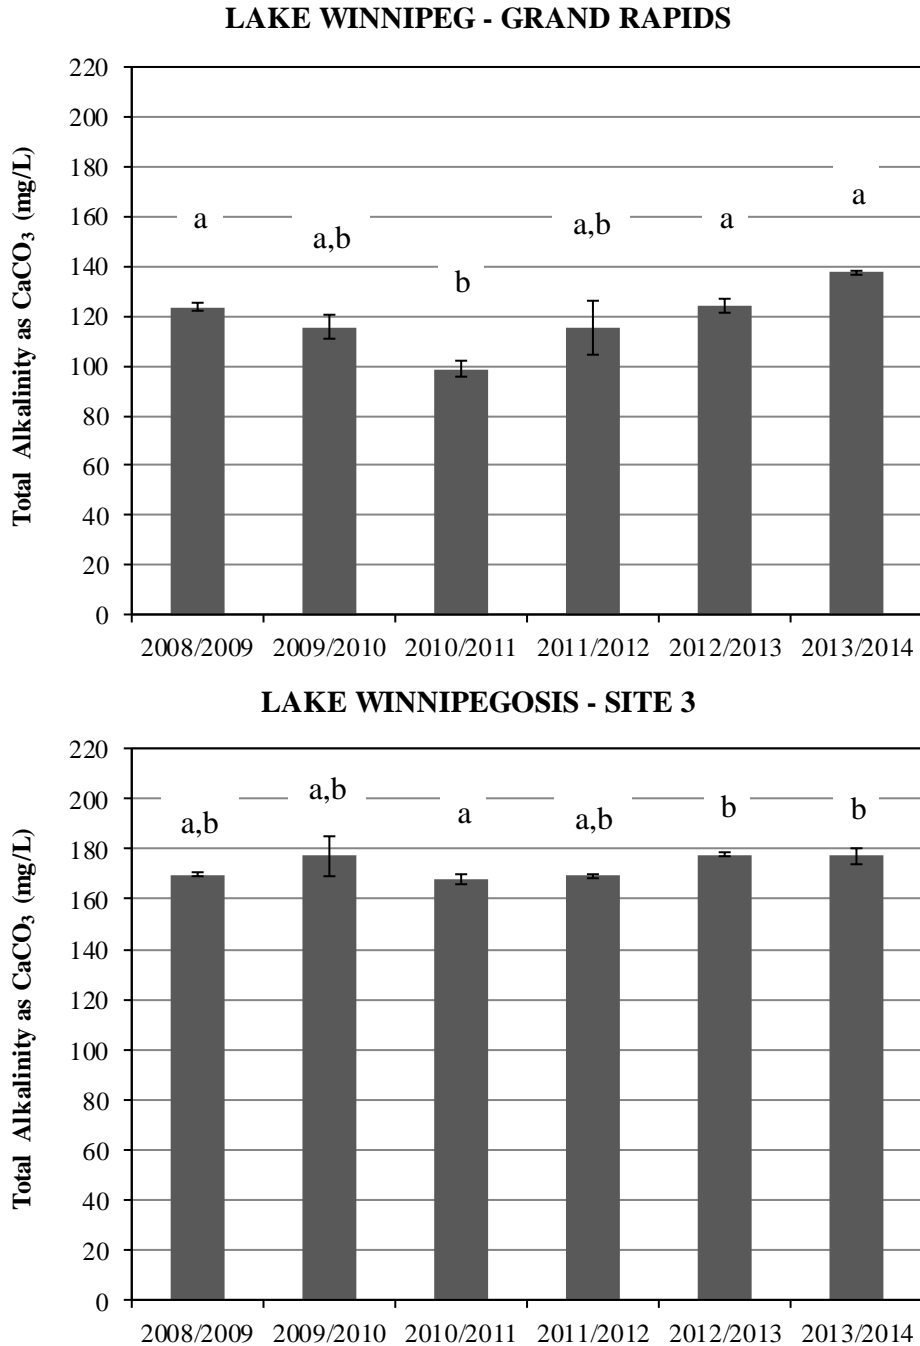 LAKE WINNIPEG - GRAND RAPIDS
Total Alkalinity as CaCO₃ (mg/L)
220
200
180
160
140
120
100
80
60
40
20
0
a
a,b
b
a,b
a
a
2008/2009 2009/2010 2010/2011 2011/2012 2012/2013 2013/2014
LAKE WINNIPEGOSIS - SITE 3
Total Alkalinity as CaCO₃ (mg/L)
220
200
180
160
140
120
100
80
60
40
20
0
a,b
a,b
a
a,b
b
b
2008/2009 2009/2010 2010/2011 2011/2012 2012/2013 2013/2014